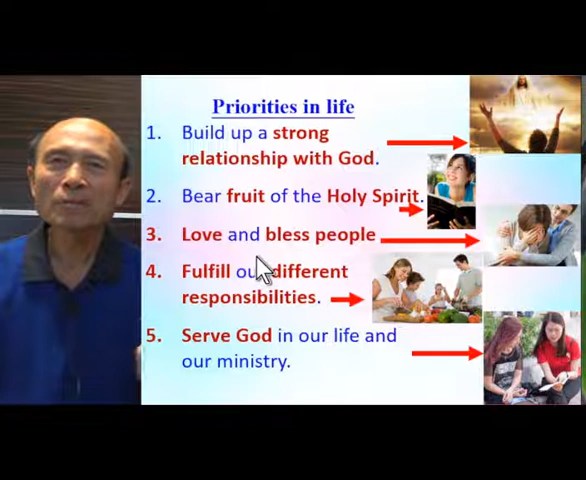 Priorities in life
1. Build up a strong
relationship with God.
2. Bear fruit of the Holy Spirit.
3. Love and bless people
4. Fulfill our different
responsibilities.
5. Serve God in our life and
our ministry.